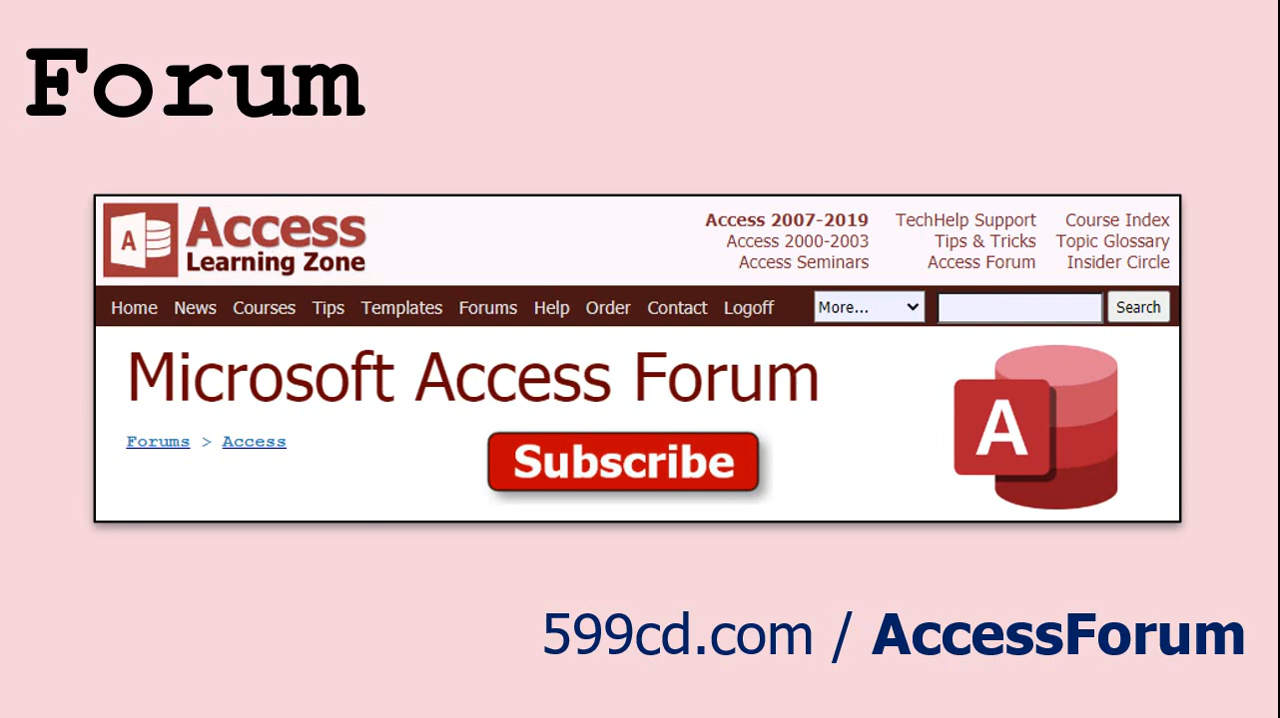 Forum
A
Access
Learning Zone
Access 2007-2019 TechHelp Support Course Index
Access 2000-2003 Tips & Tricks Topic Glossary
Access Seminars Access Forum Insider Circle
Home News Courses Tips Templates Forums Help Order Contact Logoff More... Search
Microsoft Access Forum
Forums > Access
Subscribe
A
599cd.com / AccessForum